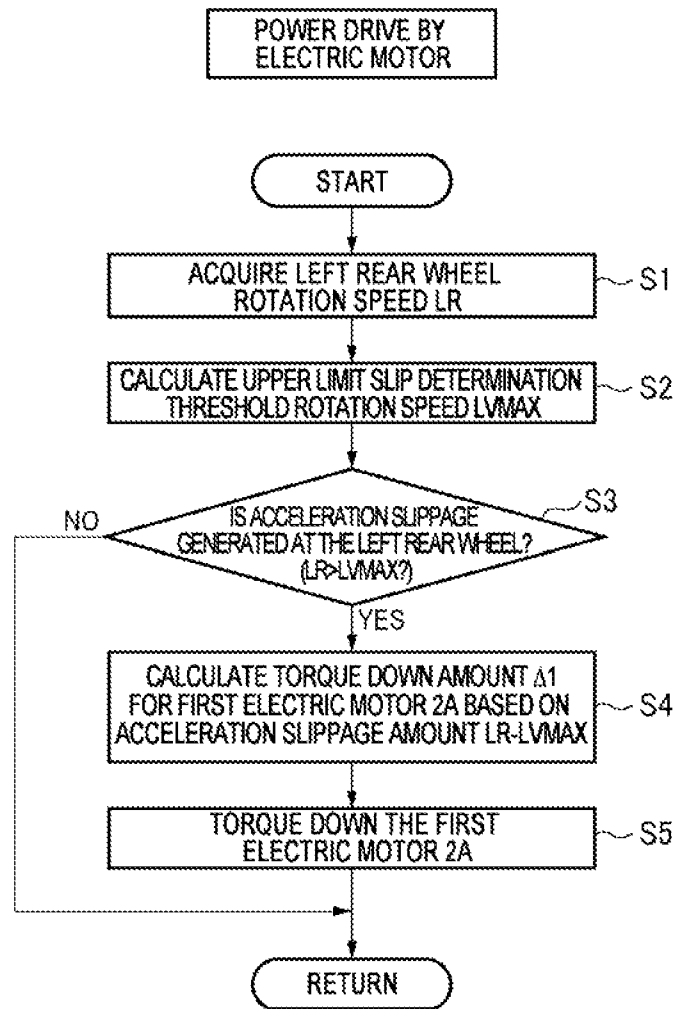 POWER DRIVE BY
ELECTRIC MOTOR
START
ACQUIRE LEFT REAR WHEEL
ROTATION SPEED LR
S1
CALCULATE UPPER LIMIT SLIP DETERMINATION
THRESHOLD ROTATION SPEED LVMAX
S2
IS ACCELERATION SLIPPAGE
GENERATED AT THE LEFT REAR WHEEL?
(LR>LVMAX?)
S3
NO
YES
CALCULATE TORQUE DOWN AMOUNT Δ1
FOR FIRST ELECTRIC MOTOR 2A BASED ON
ACCELERATION SLIPPAGE AMOUNT LR-LVMAX
S4
TORQUE DOWN THE FIRST
ELECTRIC MOTOR 2A
S5
RETURN